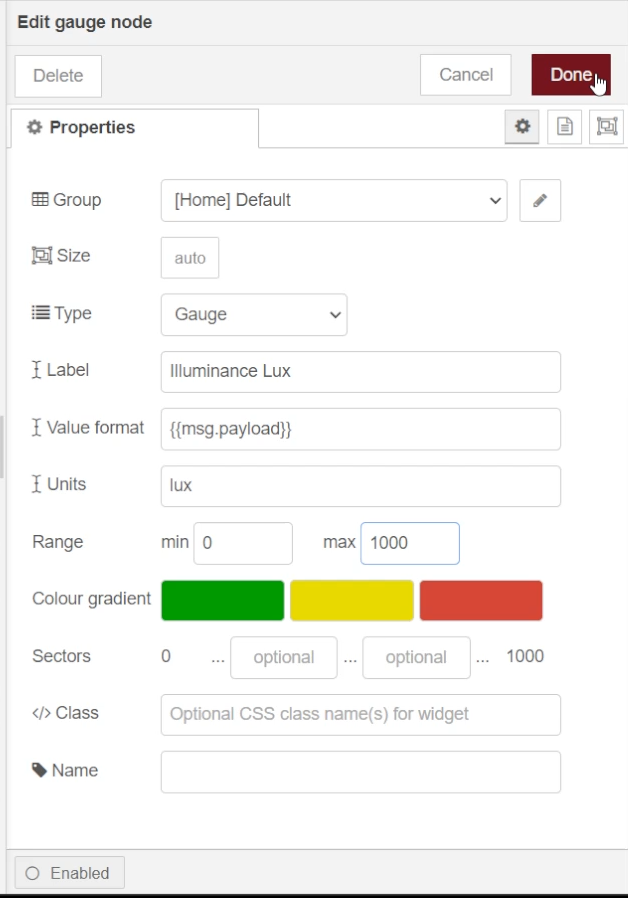 Edit gauge node
Delete Cancel Done
Properties
Group [Home] Default
Size auto
Type Gauge
Label Illuminance Lux
Value format {{msg.payload}}
Units lux
Range min 0 max 1000
Colour gradient
Sectors 0 ... optional ... optional ... 1000
</> Class Optional CSS class name(s) for widget
Name
Enabled